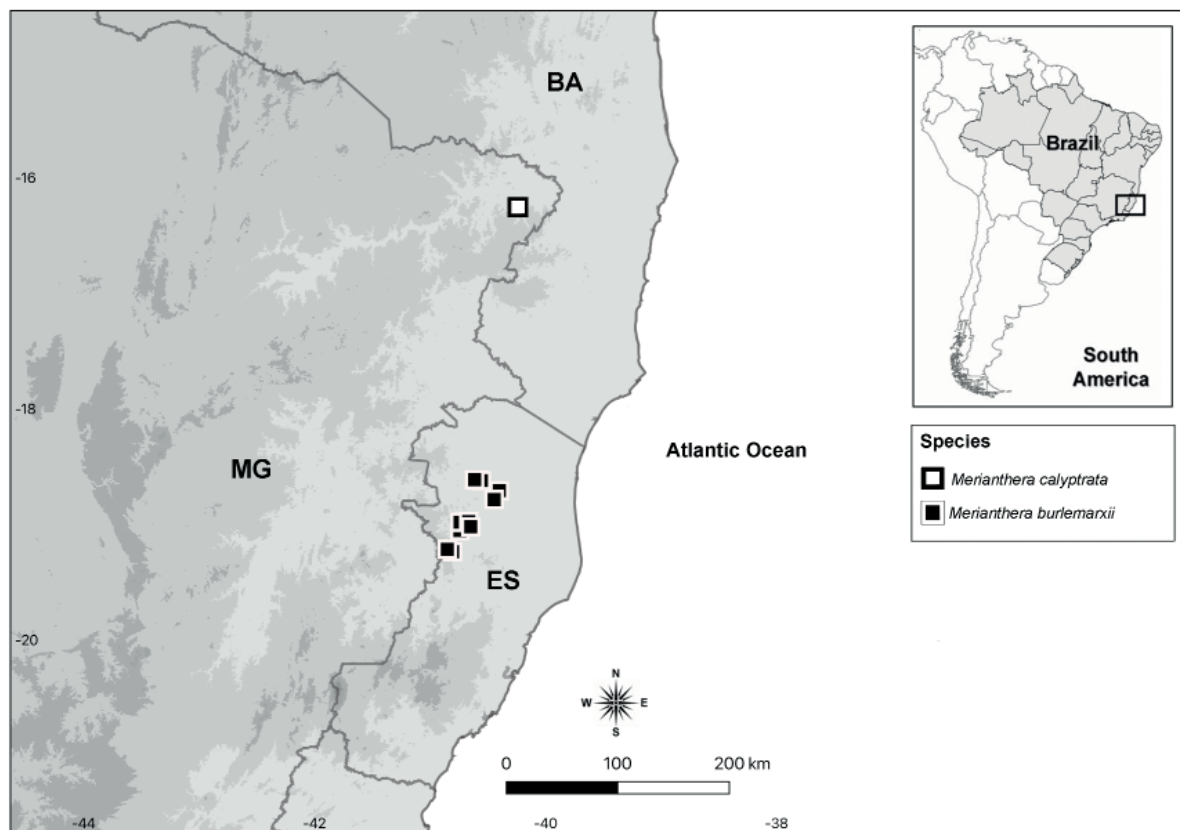 BA
-16
-18
MG
ES
-20
-44
-42
-40
-38
Atlantic Ocean
N
W
E
S
0
100
200 km
Brazil
South
America
Species
Merianthera calyptrata
Merianthera burlemarxii